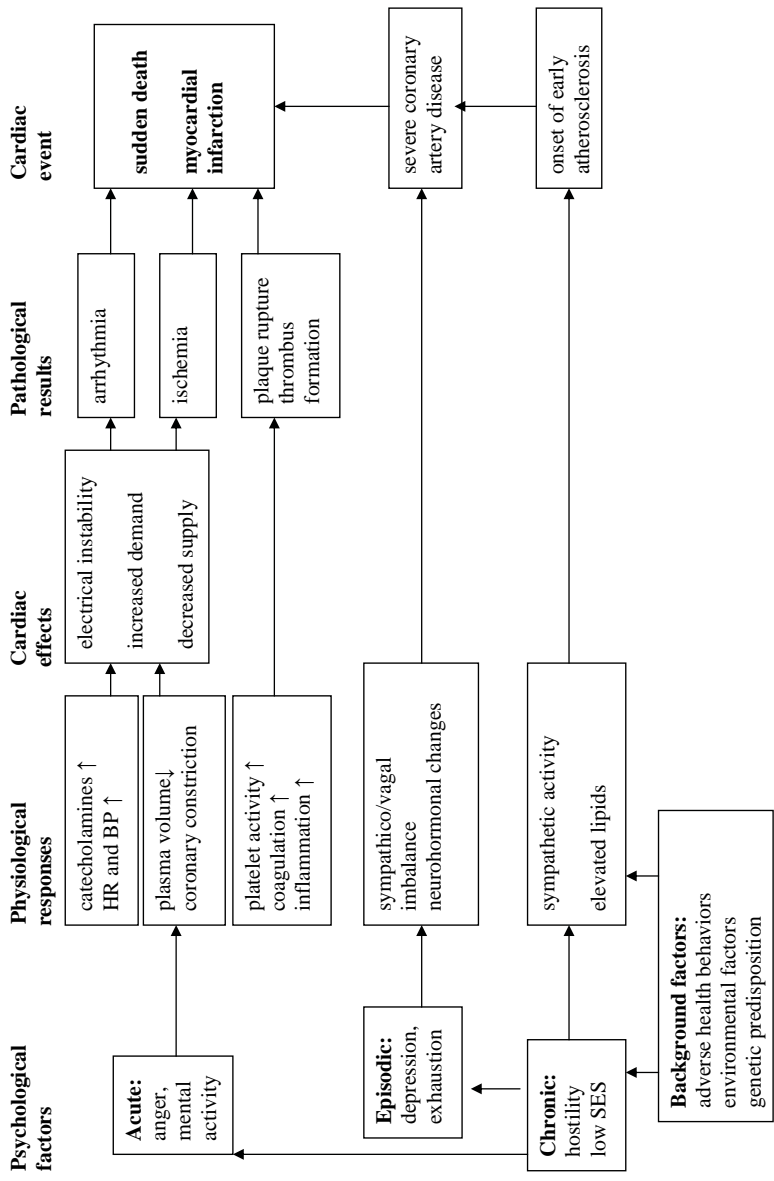 Psychological
factors
Physiological
responses
Cardiac
effects
Pathological
results
Cardiac
event
Acute:
anger,
mental
activity
catecholamines ↑
HR and BP ↑
plasma volume↓
coronary constriction
platelet activity ↑
coagulation ↑
inflammation ↑
electrical instability
increased demand
decreased supply
arrhythmia
ischemia
plaque rupture
thrombus
formation
sudden death
myocardial
infarction
Episodic:
depression,
exhaustion
sympathico/vagal
imbalance
neurohormonal changes
severe coronary
artery disease
Chronic:
hostility
low SES
sympathetic activity
elevated lipids
onset of early
atherosclerosis
Background factors:
adverse health behaviors
environmental factors
genetic predisposition